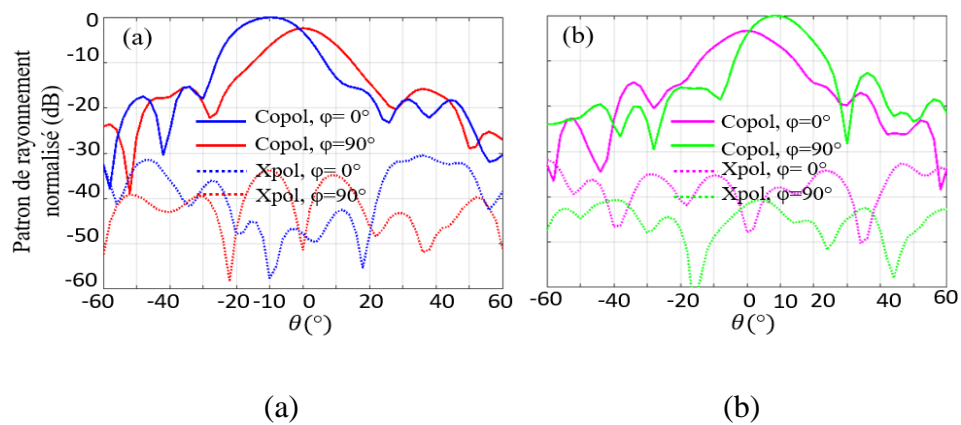 Patron de rayonnement
normalisé (dB)
(a)
0
-10
-20
-30
-40
-50
-60
Copol, φ= 0°
Copol, φ=90°
Xpol, φ= 0°
Xpol, φ=90°
-60 -40 -20 -10 0 10 20 40 60
θ(°)
(b)
Copol, φ=0°
Copol, φ=90°
Xpol, φ= 0°
Xpol, φ=90°
-60 -40 -20 0 10 20 40 60
θ(°)
(a)
(b)